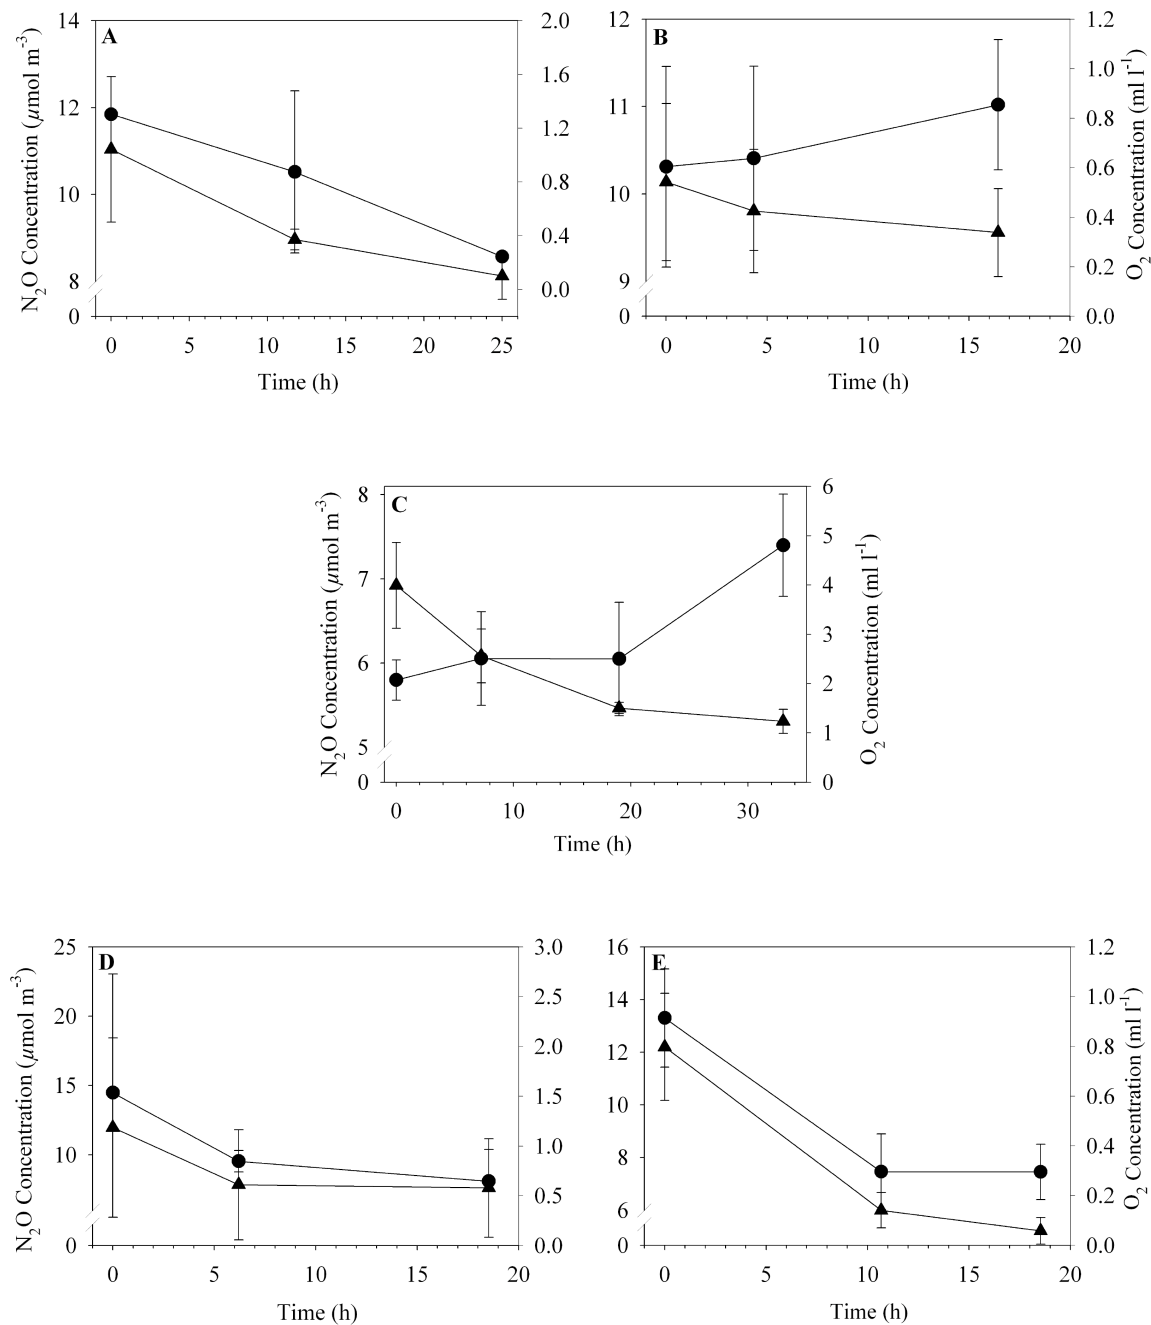 A
N2O Concentration (µmol m-3)
14
12
10
8
0
2.0
1.6
1.2
0.8
0.4
0.0
0 5 10 15 20 25
Time (h)
B
12
11
10
9
0
1.2
1.0
0.8
0.6
0.4
0.2
0.0
O2 Concentration (ml l-1)
0 5 10 15 20
Time (h)
C
N2O Concentration (µmol m-3)
8
7
6
5
0
6
5
4
3
2
1
0
O2 Concentration (ml l-1)
0 10 20 30
Time (h)
D
N2O Concentration (µmol m-3)
25
20
15
10
0
3.0
2.5
2.0
1.5
1.0
0.5
0.0
0 5 10 15 20
Time (h)
E
16
14
12
10
8
6
0
1.2
1.0
0.8
0.6
0.4
0.2
0.0
O2 Concentration (ml l-1)
0 5 10 15 20
Time (h)